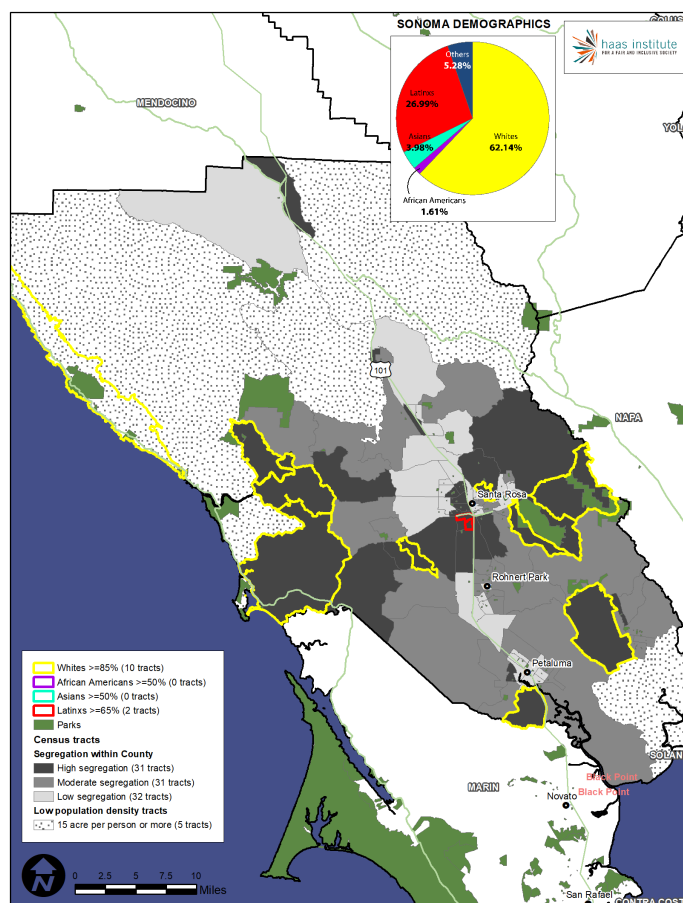 SONOMA DEMOGRAPHICS
haas institute
FOR A FAIR AND INCLUSIVE SOCIETY
Others
5.28%
Latinxs
26.99%
Asians
3.98%
Whites
62.14%
African Americans
1.61%
MENDOCINO
101
NAPA
Santa Rosa
Rohnert Park
Petaluma
Whites >=85% (10 tracts)
African Americans >=50% (0 tracts)
Asians >=50% (0 tracts)
Latinxs >=65% (2 tracts)
Parks
Census tracts
Segregation within County
High segregation (31 tracts)
Moderate segregation (31 tracts)
Low segregation (32 tracts)
Low population density tracts
15 acre per person or more (5 tracts)
MARIN
Black Point
Black Point
Novato
San Rafael
N
0 2.5 5 10
Miles